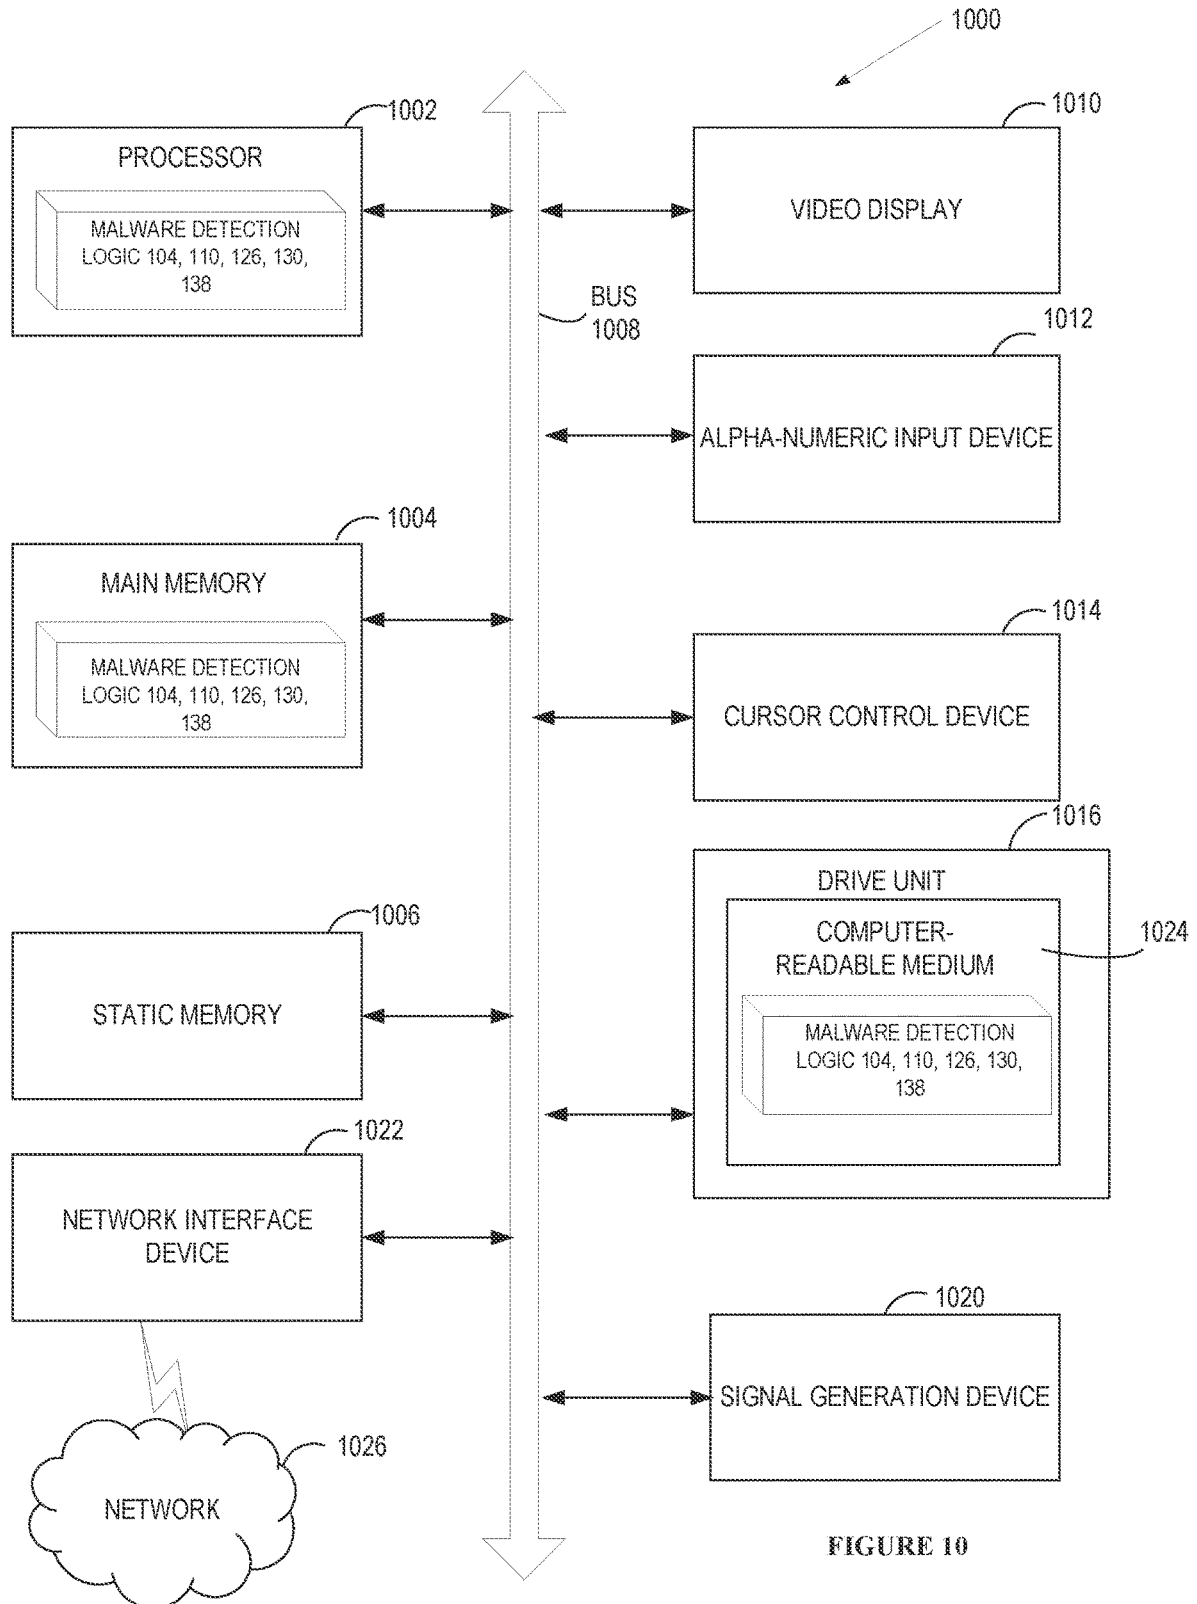 1000
1002
PROCESSOR
MALWARE DETECTION
LOGIC 104, 110, 126, 130,
138
1010
VIDEO DISPLAY
BUS
1008
1012
ALPHA-NUMERIC INPUT DEVICE
1004
MAIN MEMORY
MALWARE DETECTION
LOGIC 104, 110, 126, 130,
138
1014
CURSOR CONTROL DEVICE
1016
DRIVE UNIT
COMPUTER-
READABLE MEDIUM
1024
MALWARE DETECTION
LOGIC 104, 110, 126, 130,
138
1006
STATIC MEMORY
1022
NETWORK INTERFACE
DEVICE
1020
SIGNAL GENERATION DEVICE
1026
NETWORK
FIGURE 10